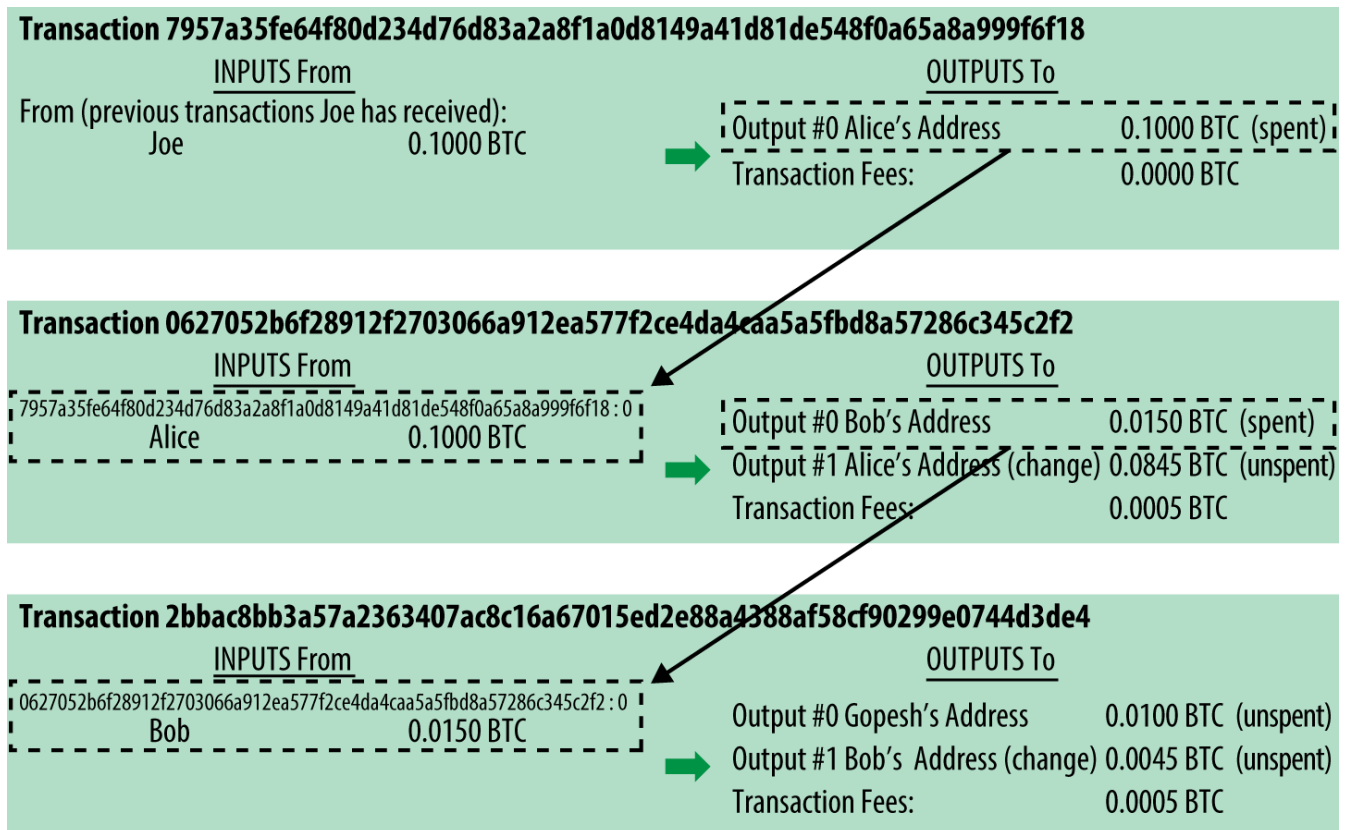 Transaction 7957a35fe64f80d234d76d83a2a8f1a0d8149a41d81de548f0a65a8a999f6f18
INPUTS From
OUTPUTS To
From (previous transactions Joe has received):
Joe 0.1000 BTC
Output #0 Alice's Address 0.1000 BTC (spent)
Transaction Fees: 0.0000 BTC
Transaction 0627052b6f28912f2703066a912ea577f2ce4da4caa5a5fbd8a57286c345c2f2
INPUTS From
OUTPUTS To
7957a35fe64f80d234d76d83a2a8f1a0d8149a41d81de548f0a65a8a999f6f18 : 0
Alice 0.1000 BTC
Output #0 Bob's Address 0.0150 BTC (spent)
Output #1 Alice's Address (change) 0.0845 BTC (unspent)
Transaction Fees: 0.0005 BTC
Transaction 2bbac8bb3a57a2363407ac8c16a67015ed2e88a4388af58cf90299e0744d3de4
INPUTS From
OUTPUTS To
0627052b6f28912f2703066a912ea577f2ce4da4caa5a5fbd8a57286c345c2f2 : 0
Bob 0.0150 BTC
Output #0 Gopesh's Address 0.0100 BTC (unspent)
Output #1 Bob's Address (change) 0.0045 BTC (unspent)
Transaction Fees: 0.0005 BTC